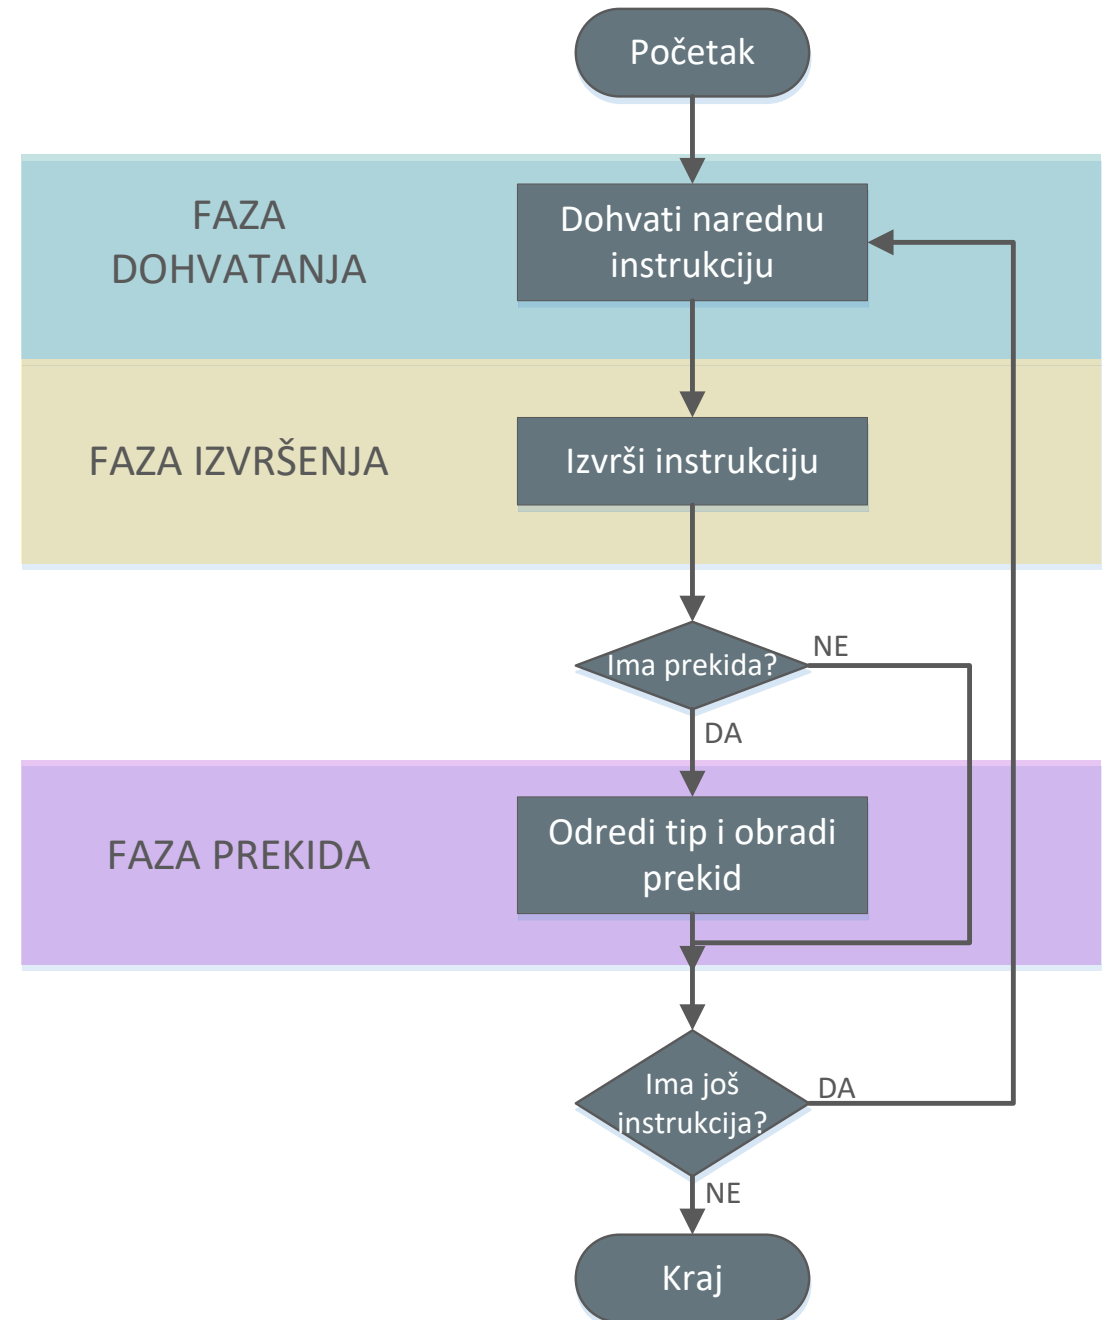 Početak
FAZA
DOHVATANJA
Dohvati narednu
instrukciju
FAZA IZVRŠENJA
Izvrši instrukciju
Ima prekida?
NE
DA
FAZA PREKIDA
Odredi tip i obradi
prekid
Ima još
instrukcija?
DA
NE
Kraj